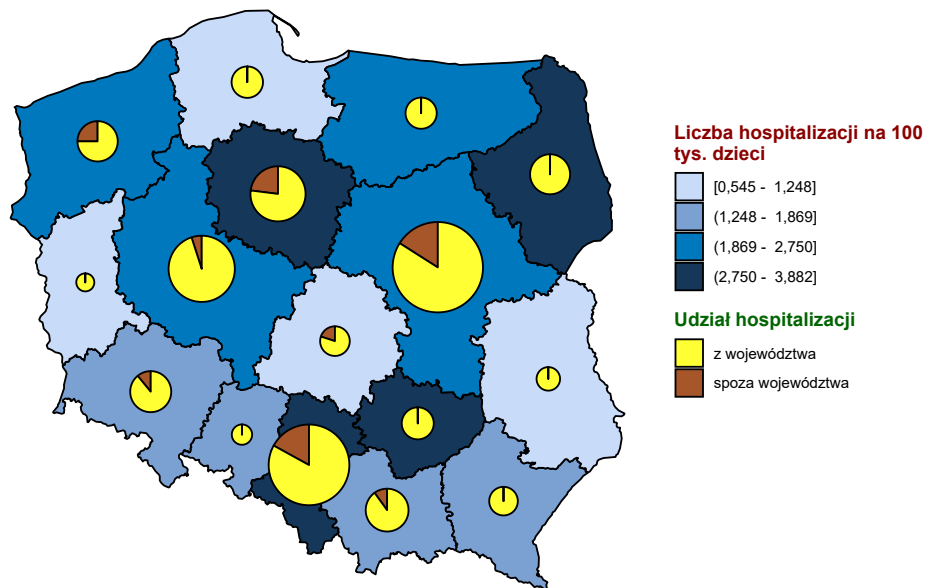 Liczba hospitalizacji na 100
tys. dzieci
[0,545 - 1,248]
(1,248 - 1,869]
(1,869 - 2,750]
(2,750 - 3,882]
Udział hospitalizacji
z województwa
spoza województwa